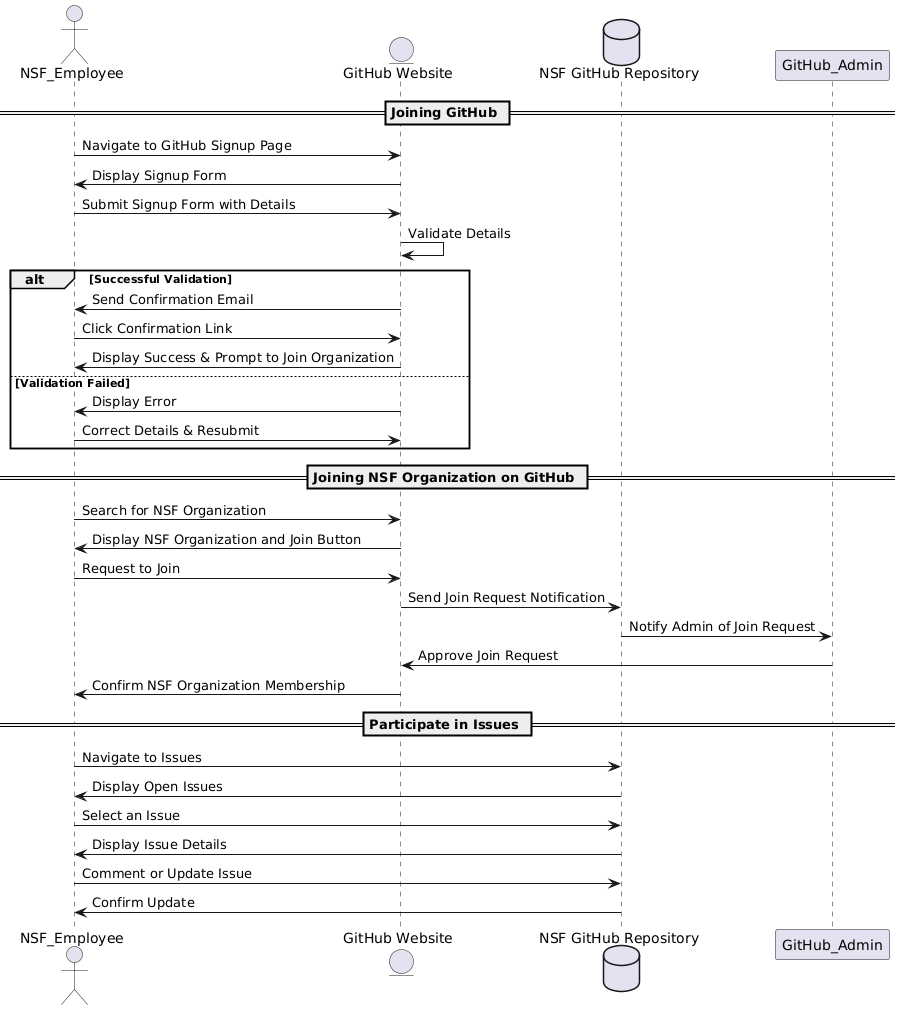 NSF_Employee
GitHub Website
NSF GitHub Repository
GitHub_Admin
Joining GitHub
Navigate to GitHub Signup Page
Display Signup Form
Submit Signup Form with Details
Validate Details
alt [Successful Validation]
Send Confirmation Email
Click Confirmation Link
Display Success & Prompt to Join Organization
[Validation Failed]
Display Error
Correct Details & Resubmit
Joining NSF Organization on GitHub
Search for NSF Organization
Display NSF Organization and Join Button
Request to Join
Send Join Request Notification
Notify Admin of Join Request
Approve Join Request
Confirm NSF Organization Membership
Participate in Issues
Navigate to Issues
Display Open Issues
Select an Issue
Display Issue Details
Comment or Update Issue
Confirm Update
NSF_Employee
GitHub Website
NSF GitHub Repository
GitHub_Admin